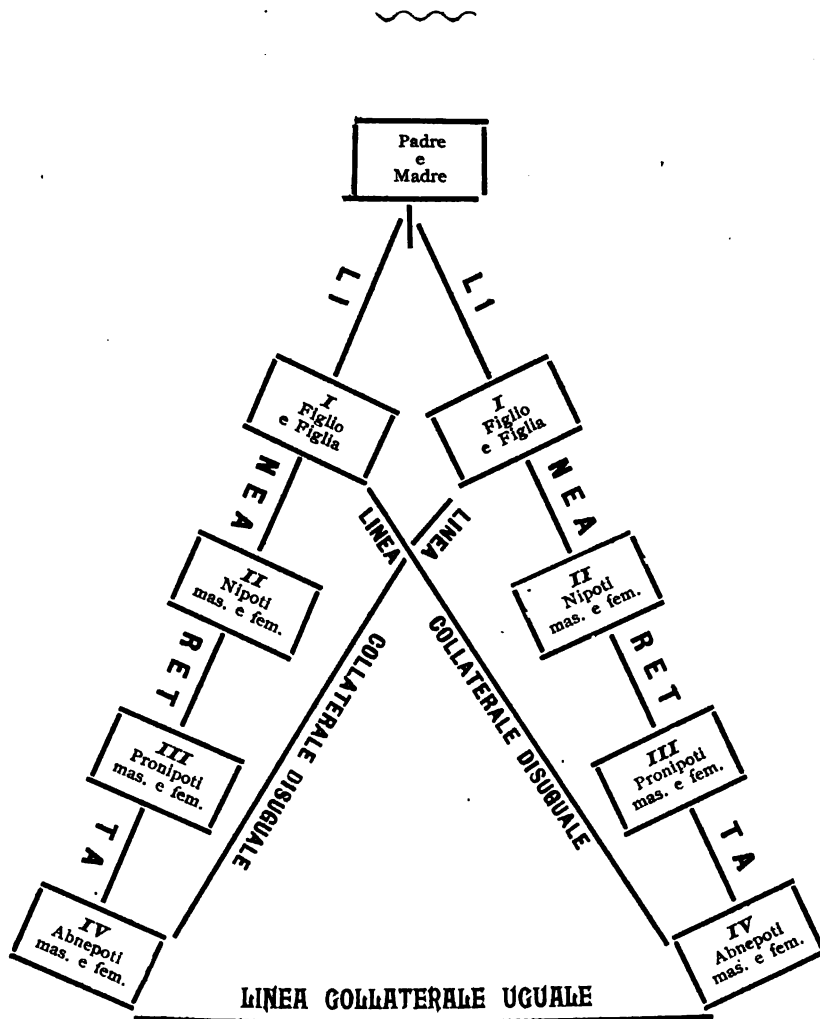 Padre
e
Madre
LI
LI
I
Figlio
e Figlia
I
Figlio
e Figlia
NEA
NEA
LINEA
LINEA
II
Nipoti
mas. e fem.
II
Nipoti
mas. e fem.
RET
RET
COLLATERALE DISUGUALE
COLLATERALE DISUGUALE
III
Pronipoti
mas. e fem.
III
Pronipoti
mas. e fem.
TA
TA
IV
Abnepoti
mas. e fem.
IV
Abnepoti
mas. e fem.
LINEA COLLATERALE UGUALE